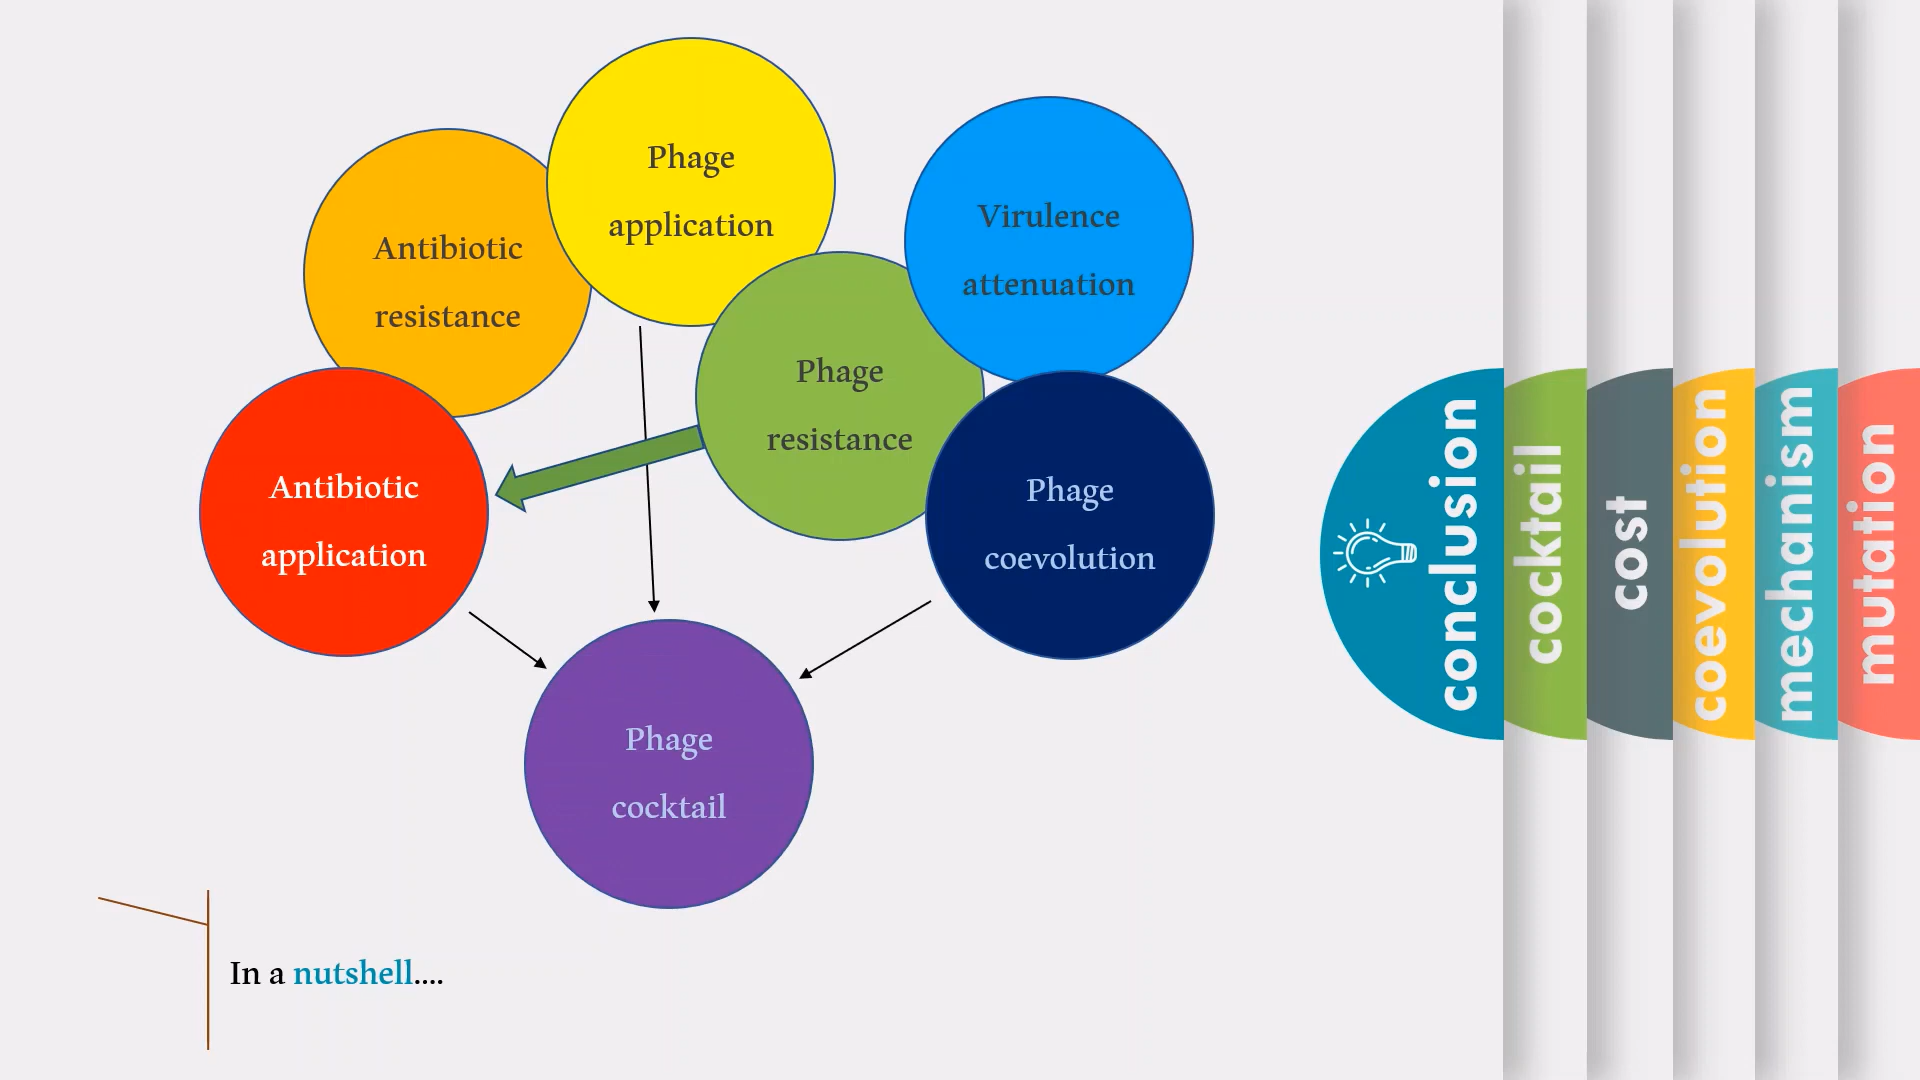 Phage
application
Antibiotic
resistance
Virulence
attenuation
Phage
resistance
Antibiotic
application
Phage
coevolution
Phage
cocktail
In a nutshell....
conclusion
cocktail
cost
coevolution
mechanism
mutation